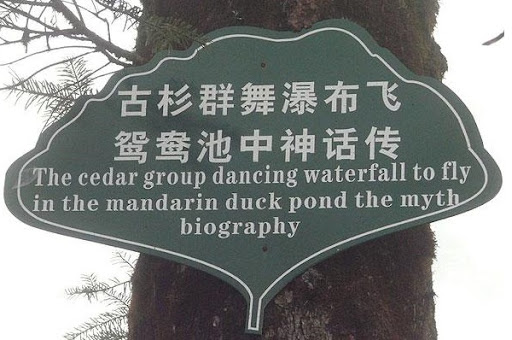 古杉群舞瀑布飞
鸳鸯池中神话传
The cedar group dancing waterfall to fly
in the mandarin duck pond the myth
biography